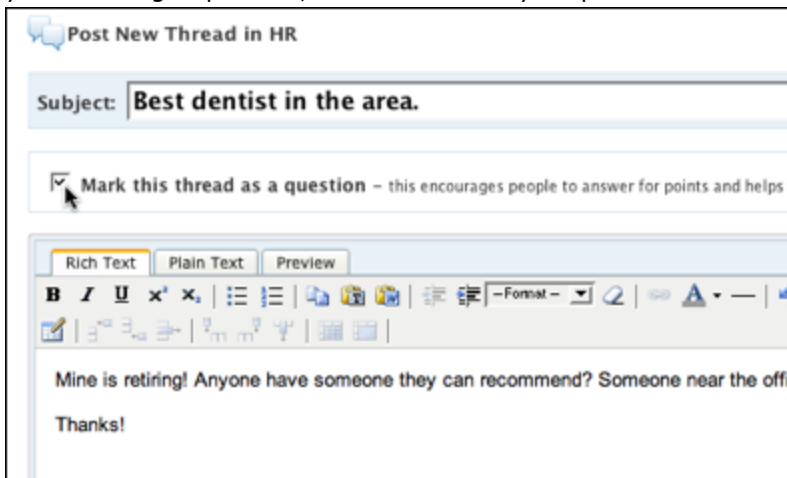 Post New Thread in HR
Subject: Best dentist in the area.
Mark this thread as a question – this encourages people to answer for points and helps
Rich Text Plain Text Preview
B I U x² x₂ –Format– A
Mine is retiring! Anyone have someone they can recommend? Someone near the offi
Thanks!